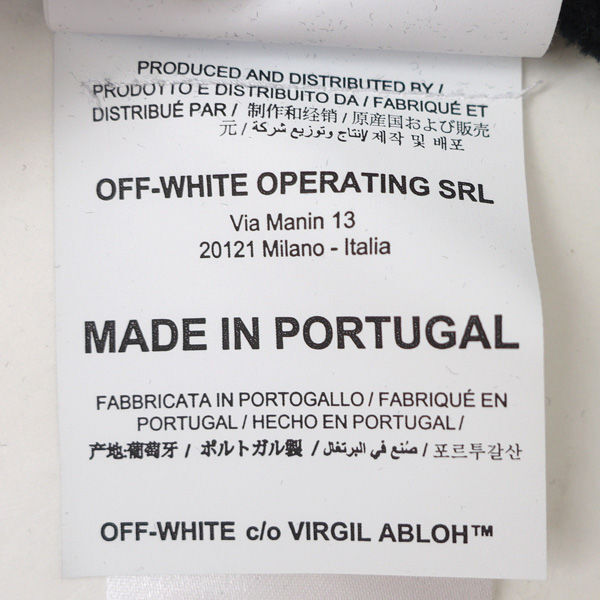 PRODUCED AND DISTRIBUTED BY /
PRODOTTO E DISTRIBUITO DA / FABRIQUÉ ET
DISTRIBUÉ PAR / 制作和经销 / 原産国および販売
元 / إنتاج وتوزيع شركة / 제작 및 배포
OFF-WHITE OPERATING SRL
Via Manin 13
20121 Milano - Italia
MADE IN PORTUGAL
FABBRICATA IN PORTOGALLO / FABRIQUÉ EN
PORTUGAL / HECHO EN PORTUGAL /
产地·葡萄牙 / ポルトガル製 / صُنع في البرتغال / 포르투갈산
OFF-WHITE c/o VIRGIL ABLOH™